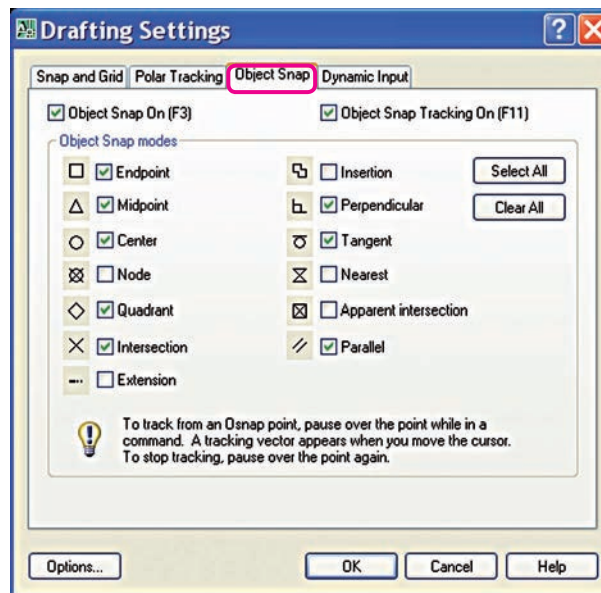 Drafting Settings
Snap and Grid Polar Tracking Object Snap Dynamic Input
Object Snap On (F3) Object Snap Tracking On (F11)
Object Snap modes
Endpoint Insertion Select All
Midpoint Perpendicular Clear All
Center Tangent
Node Nearest
Quadrant Apparent intersection
Intersection Parallel
Extension
To track from an Osnap point, pause over the point while in a
command. A tracking vector appears when you move the cursor.
To stop tracking, pause over the point again.
Options... OK Cancel Help